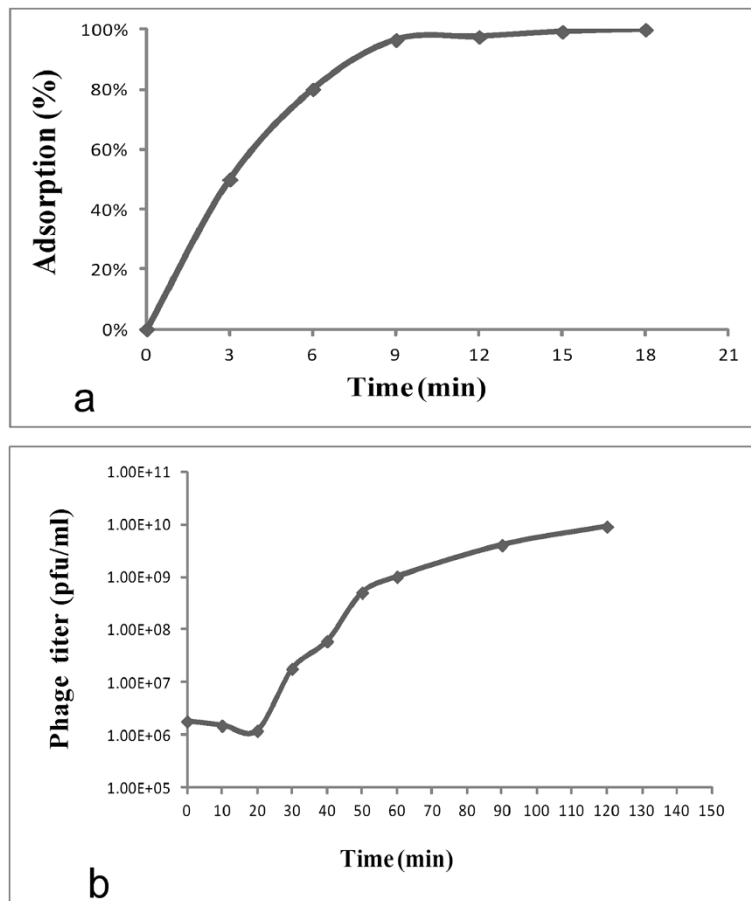 100%
80%
60%
40%
20%
0%
Adsorption (%)
0 3 6 9 12 15 18 21
Time (min)
a
1.00E+11
1.00E+10
1.00E+09
1.00E+08
1.00E+07
1.00E+06
1.00E+05
Phage titer (pfu/ml)
0 10 20 30 40 50 60 70 80 90 100 110 120 130 140 150
Time (min)
b